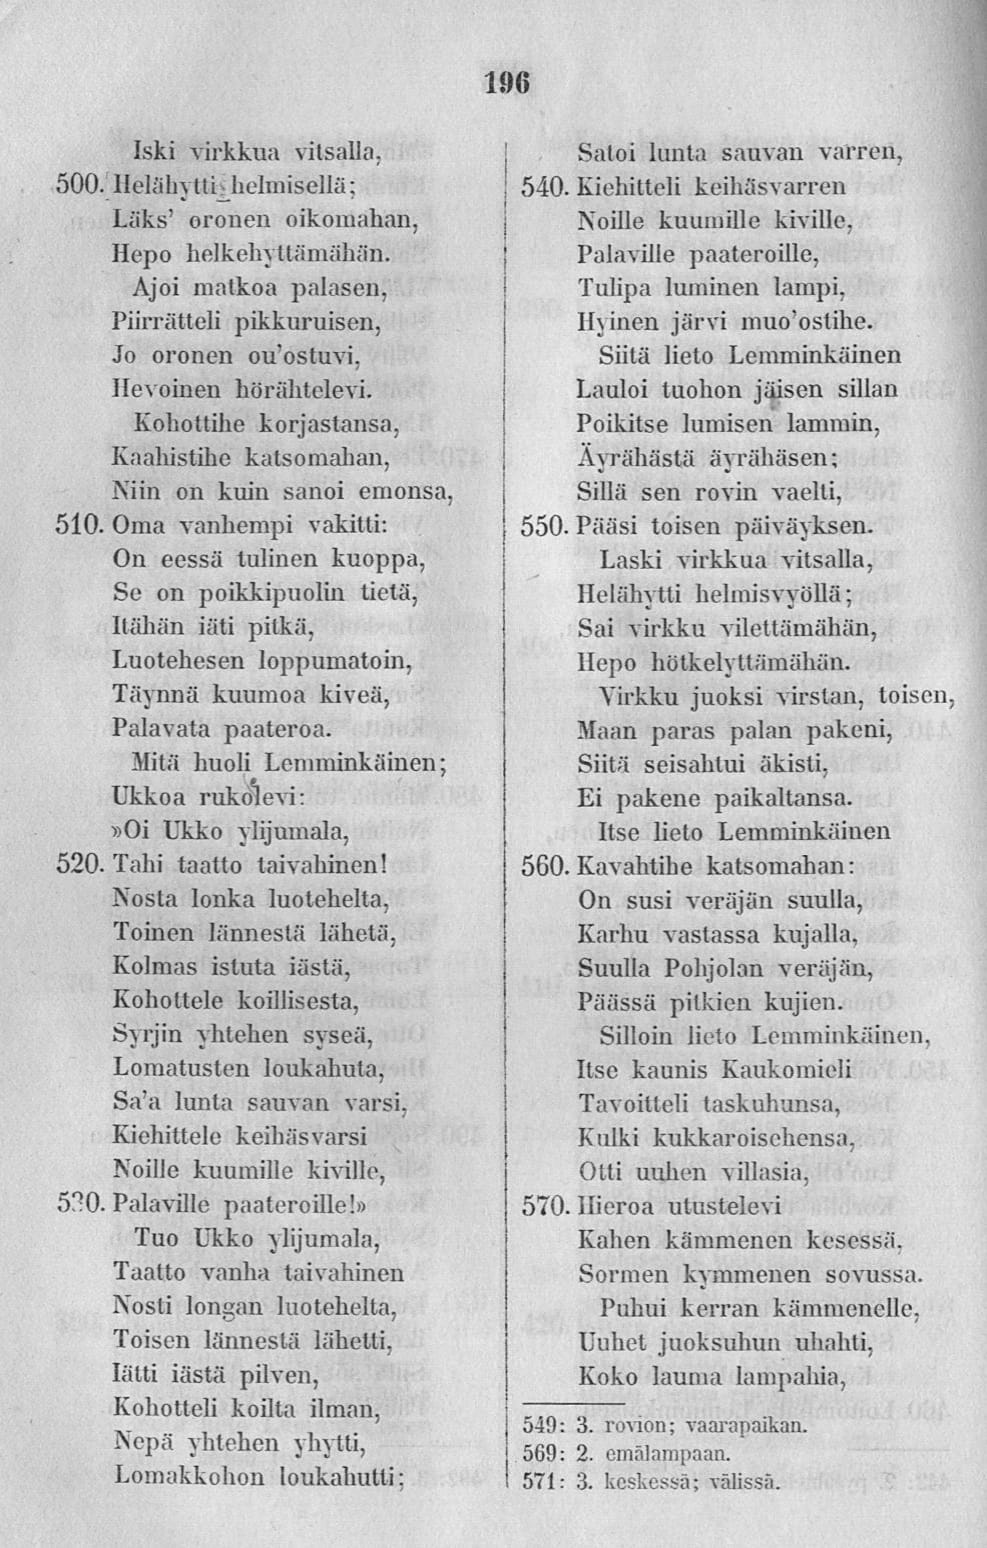 196
Iski virkkua vitsalla,
500. Helähytti helmisellä;
Läks' oronen oikomahan,
Hepo helkehyttämähän.
Ajoi matkoa palasen,
Piirrätteli pikkuruisen,
Jo oronen ou'ostuvi,
Hevoinen hörähtelevi.
Kohottihe korjastansa,
Kaahistihe katsomahan,
Niin on kuin sanoi emonsa,
510. Oma vanhempi vakitti:
On eessä tulinen kuoppa,
Se on poikkipuolin tietä,
Itähän iäti pitkä,
Luotehesen loppumatoin,
Täynnä kuumoa kiveä,
Palavata paateroa.
Mitä huoli Lemminkäinen;
Ukkoa rukoilevi:
»Oi Ukko ylijumala,
520. Tahi taatto taivahinen!
Nosta lonka luotehelta,
Toinen lännestä lähetä,
Kolmas istuta iästä,
Kohottele koillisesta,
Syrjin yhtehen syseä,
Lomatusten loukahuta,
Sa'a lunta sauvan varsi,
Kiehittele keihäsvarsi
Noille kuumille kiville,
530. Palaville paateroille!»
Tuo Ukko ylijumala,
Taatto vanha taivahinen
Nosti longan luotehelta,
Toisen lännestä lähetti,
Iätti iästä pilven,
Kohotteli koilta ilman,
Nepä yhtehen yhytti,
Lomakkohon loukahutti;
Satoi lunta sauvan varren,
540. Kiehitteli keihäsvarren
Noille kuumille kiville,
Palaville paateroille,
Tulipa luminen lampi,
Hyinen järvi muo'ostihe.
Siitä lieto Lemminkäinen
Lauloi tuohon jäisen sillan
Poikitse lumisen lammin,
Äyrähästä äyrähäsen;
Sillä sen rovin vaelti,
550. Pääsi toisen päiväyksen.
Laski virkkua vitsalla,
Helähytti helmisvyöllä;
Sai virkku vilettämähän,
Hepo hötkelyttämähän.
Virkku juoksi virstan, toisen,
Maan paras palan pakeni,
Siitä seisahtui äkisti,
Ei pakene paikaltansa.
Itse lieto Lemminkäinen
560. Kavahtihe katsomahan:
On susi veräjän suulla,
Karhu vastassa kujalla,
Suulla Pohjolan veräjän,
Päässä pitkien kujien.
Silloin lieto Lemminkäinen,
Itse kaunis Kaukomieli
Tavoitteli taskuhunsa,
Kulki kukkaroisehensa,
Otti uuhen villasia,
570. Hieroa utustelevi
Kahen kämmenen kesessä,
Sormen kymmenen sovussa.
Puhui kerran kämmenelle,
Uuhet juoksuhun uhahti,
Koko lauma lampahia,
549: 3. rovion; vaarapaikan.
569: 2. emälampaan.
571: 3. keskessä; välissä.